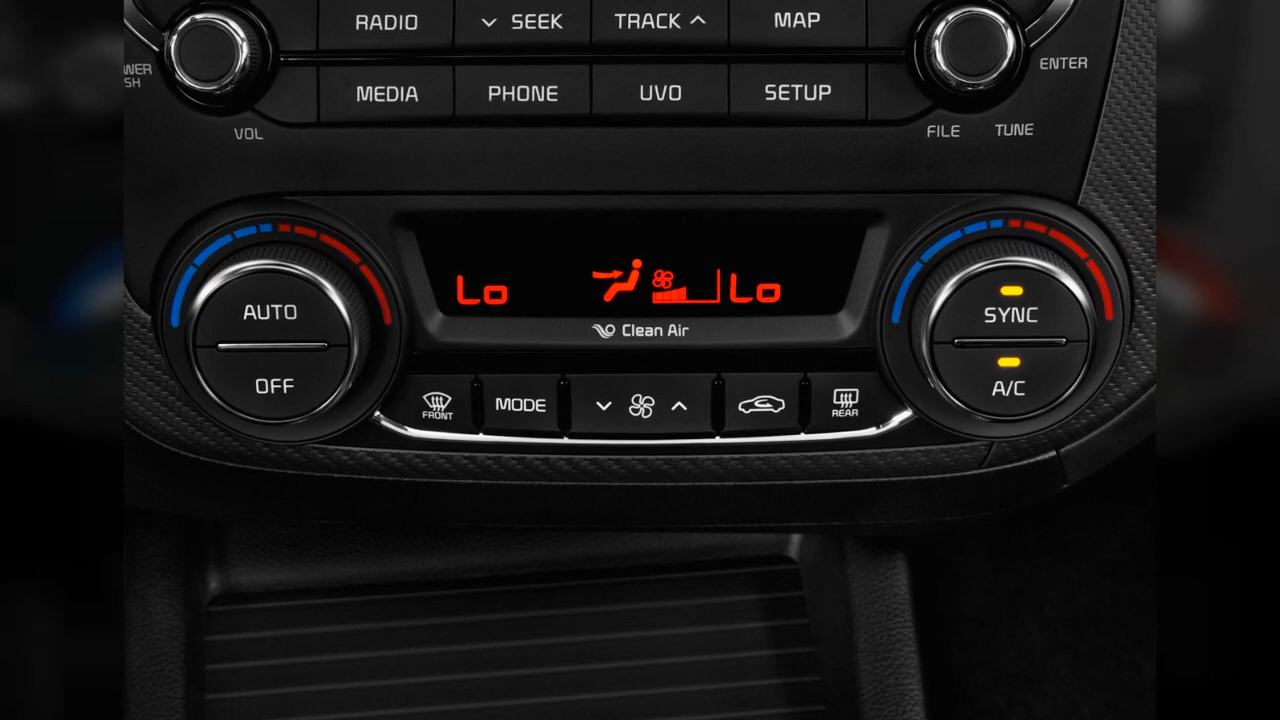 RADIO
SEEK
TRACK
MAP
ENTER
MEDIA
PHONE
UVO
SETUP
VOL
FILE
TUNE
AUTO
OFF
Lo
Lo
Clean Air
SYNC
A/C
FRONT
MODE
REAR